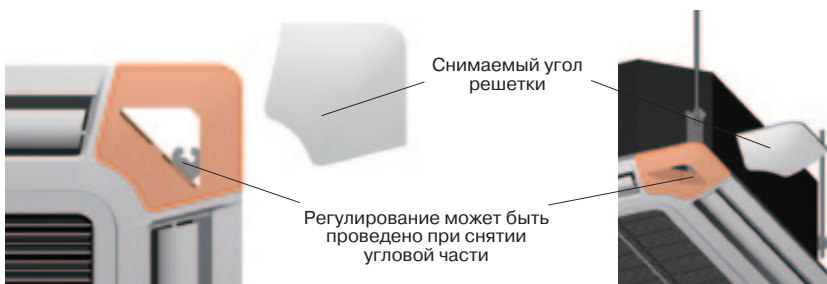 Снимаемый угол
решетки
Регулирование может быть
проведено при снятии
угловой части